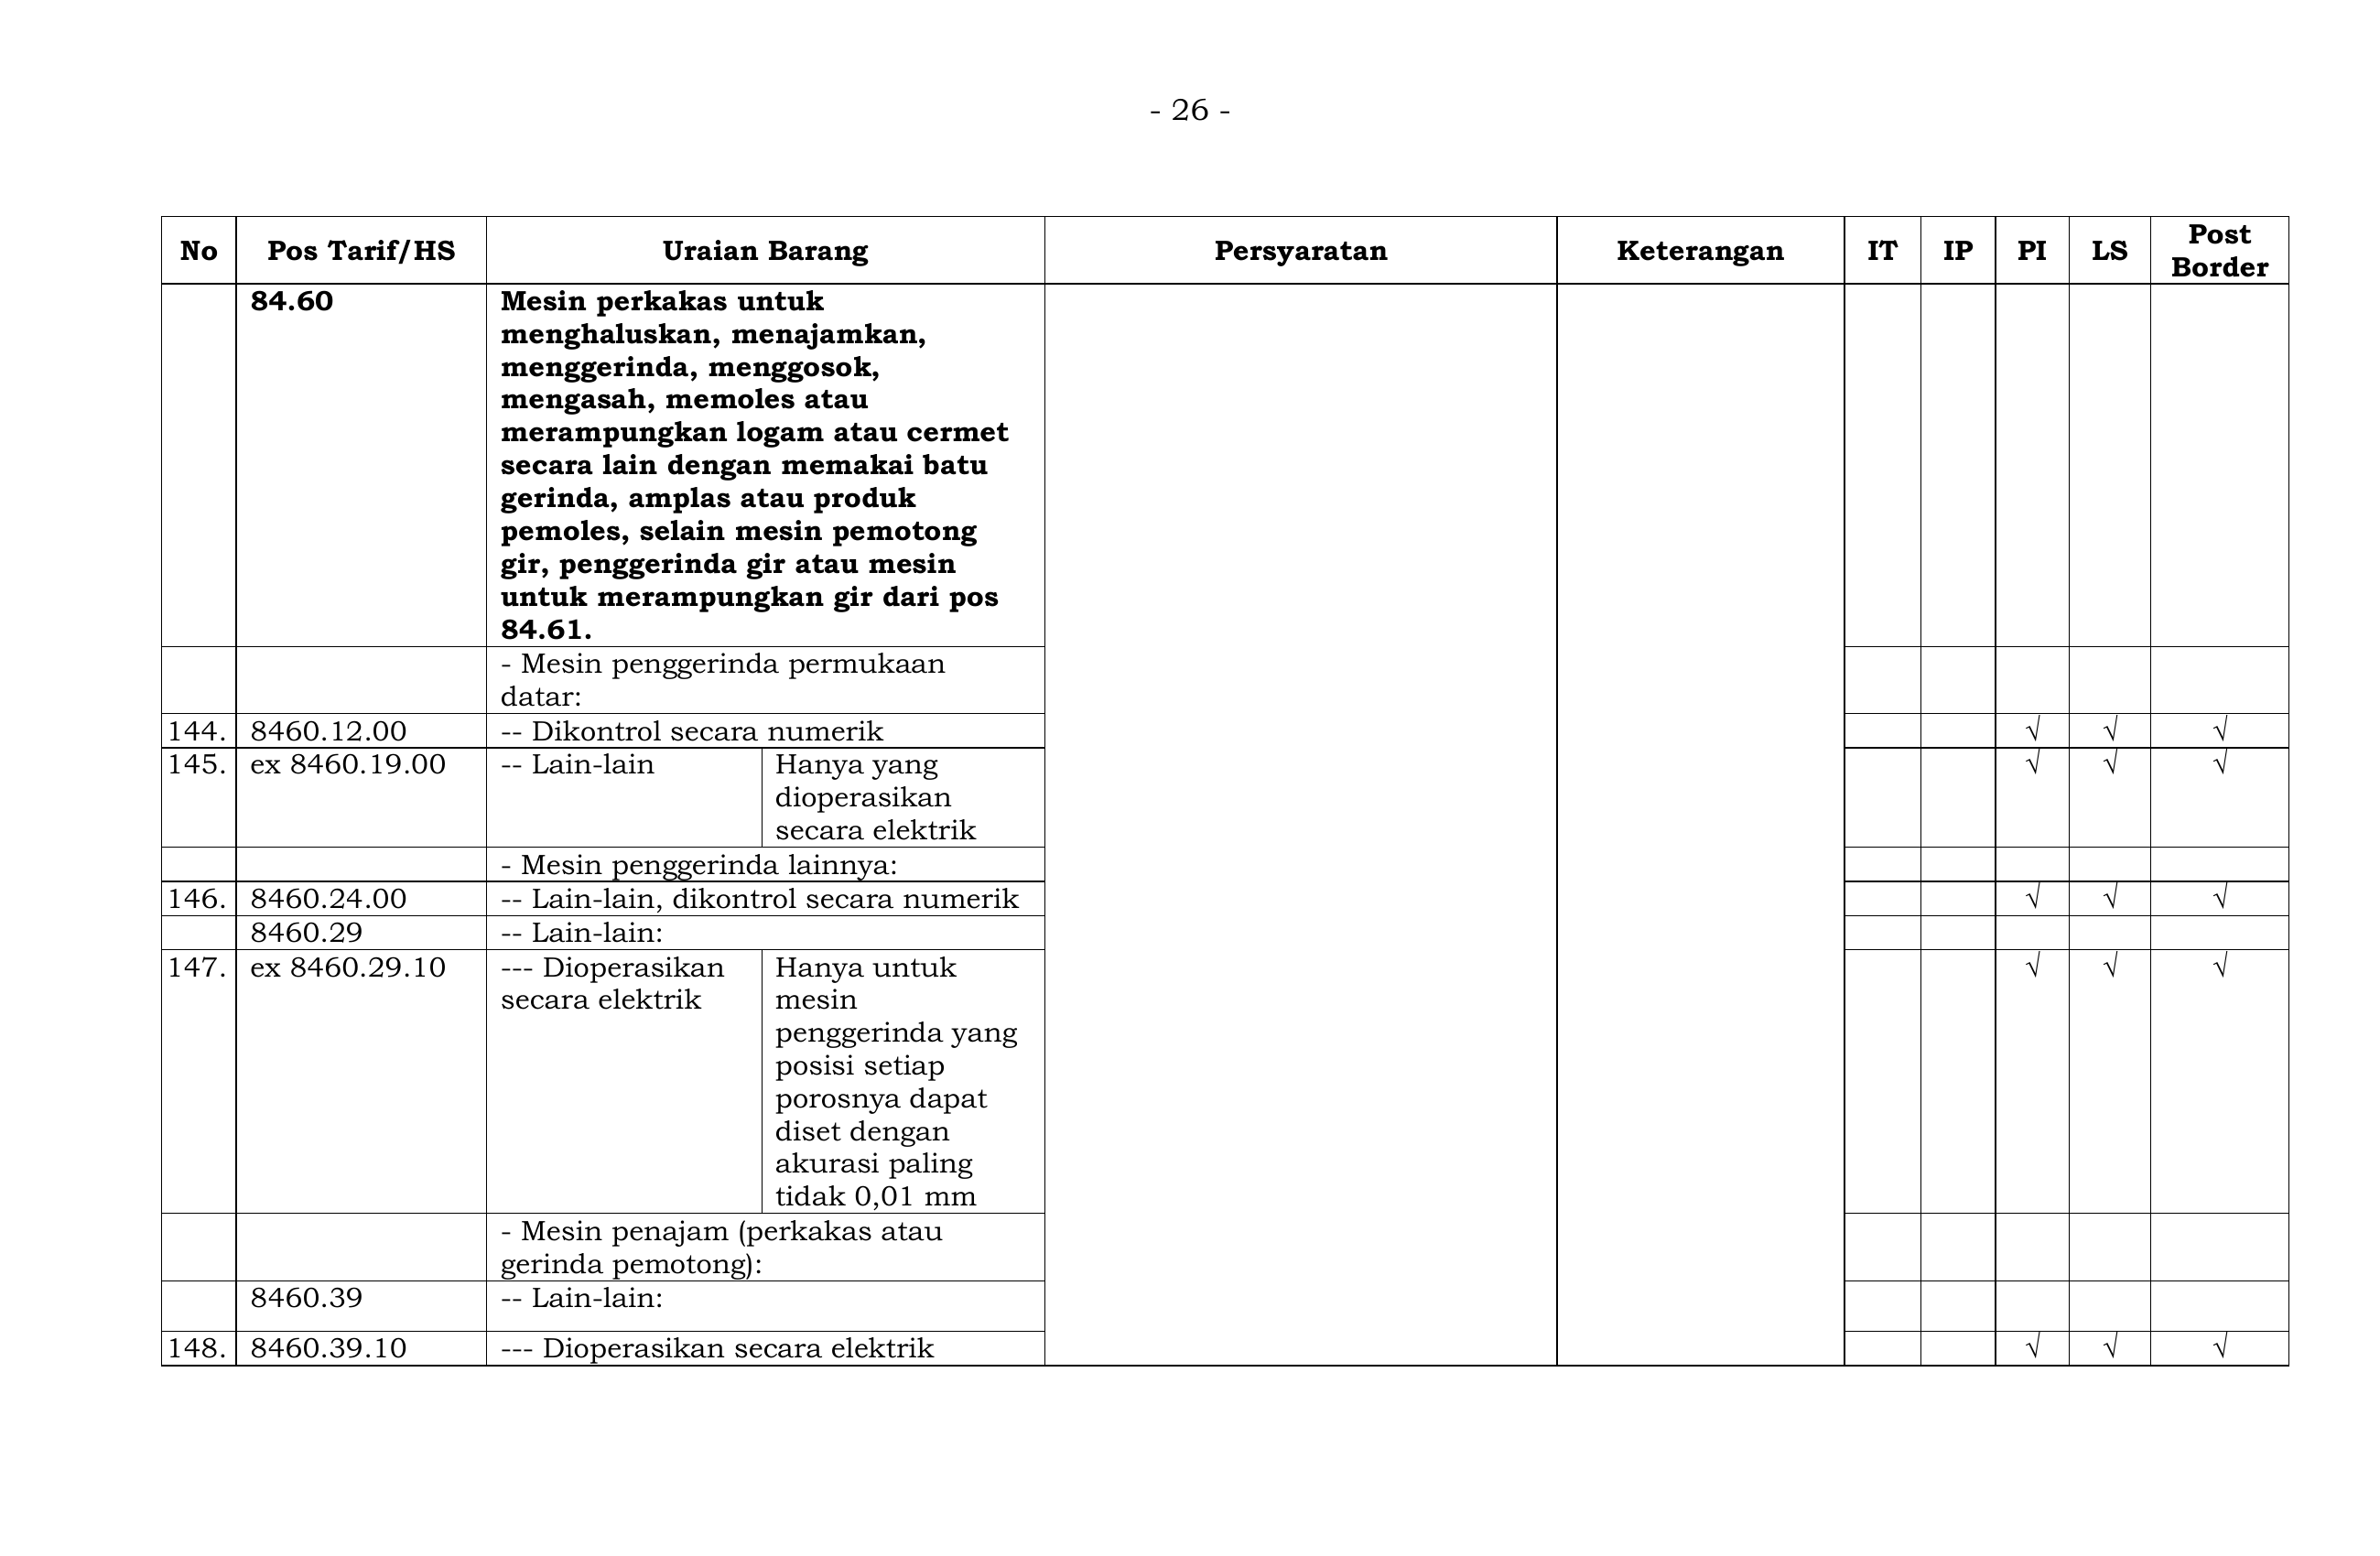 - 26 -
No Pos Tarif/HS Uraian Barang Persyaratan Keterangan IT IP PI LS Post Border
84.60 Mesin perkakas untuk
menghaluskan, menajamkan,
menggerinda, menggosok,
mengasah, memoles atau
merampungkan logam atau cermet
secara lain dengan memakai batu
gerinda, amplas atau produk
pemoles, selain mesin pemotong
gir, penggerinda gir atau mesin
untuk merampungkan gir dari pos
84.61.
- Mesin penggerinda permukaan
datar:
144. 8460.12.00 -- Dikontrol secara numerik √ √ √
145. ex 8460.19.00 -- Lain-lain Hanya yang √ √ √
dioperasikan
secara elektrik
- Mesin penggerinda lainnya:
146. 8460.24.00 -- Lain-lain, dikontrol secara numerik √ √ √
8460.29 -- Lain-lain:
147. ex 8460.29.10 --- Dioperasikan Hanya untuk √ √ √
secara elektrik mesin
penggerinda yang
posisi setiap
porosnya dapat
diset dengan
akurasi paling
tidak 0,01 mm
- Mesin penajam (perkakas atau
gerinda pemotong):
8460.39 -- Lain-lain:
148. 8460.39.10 --- Dioperasikan secara elektrik √ √ √